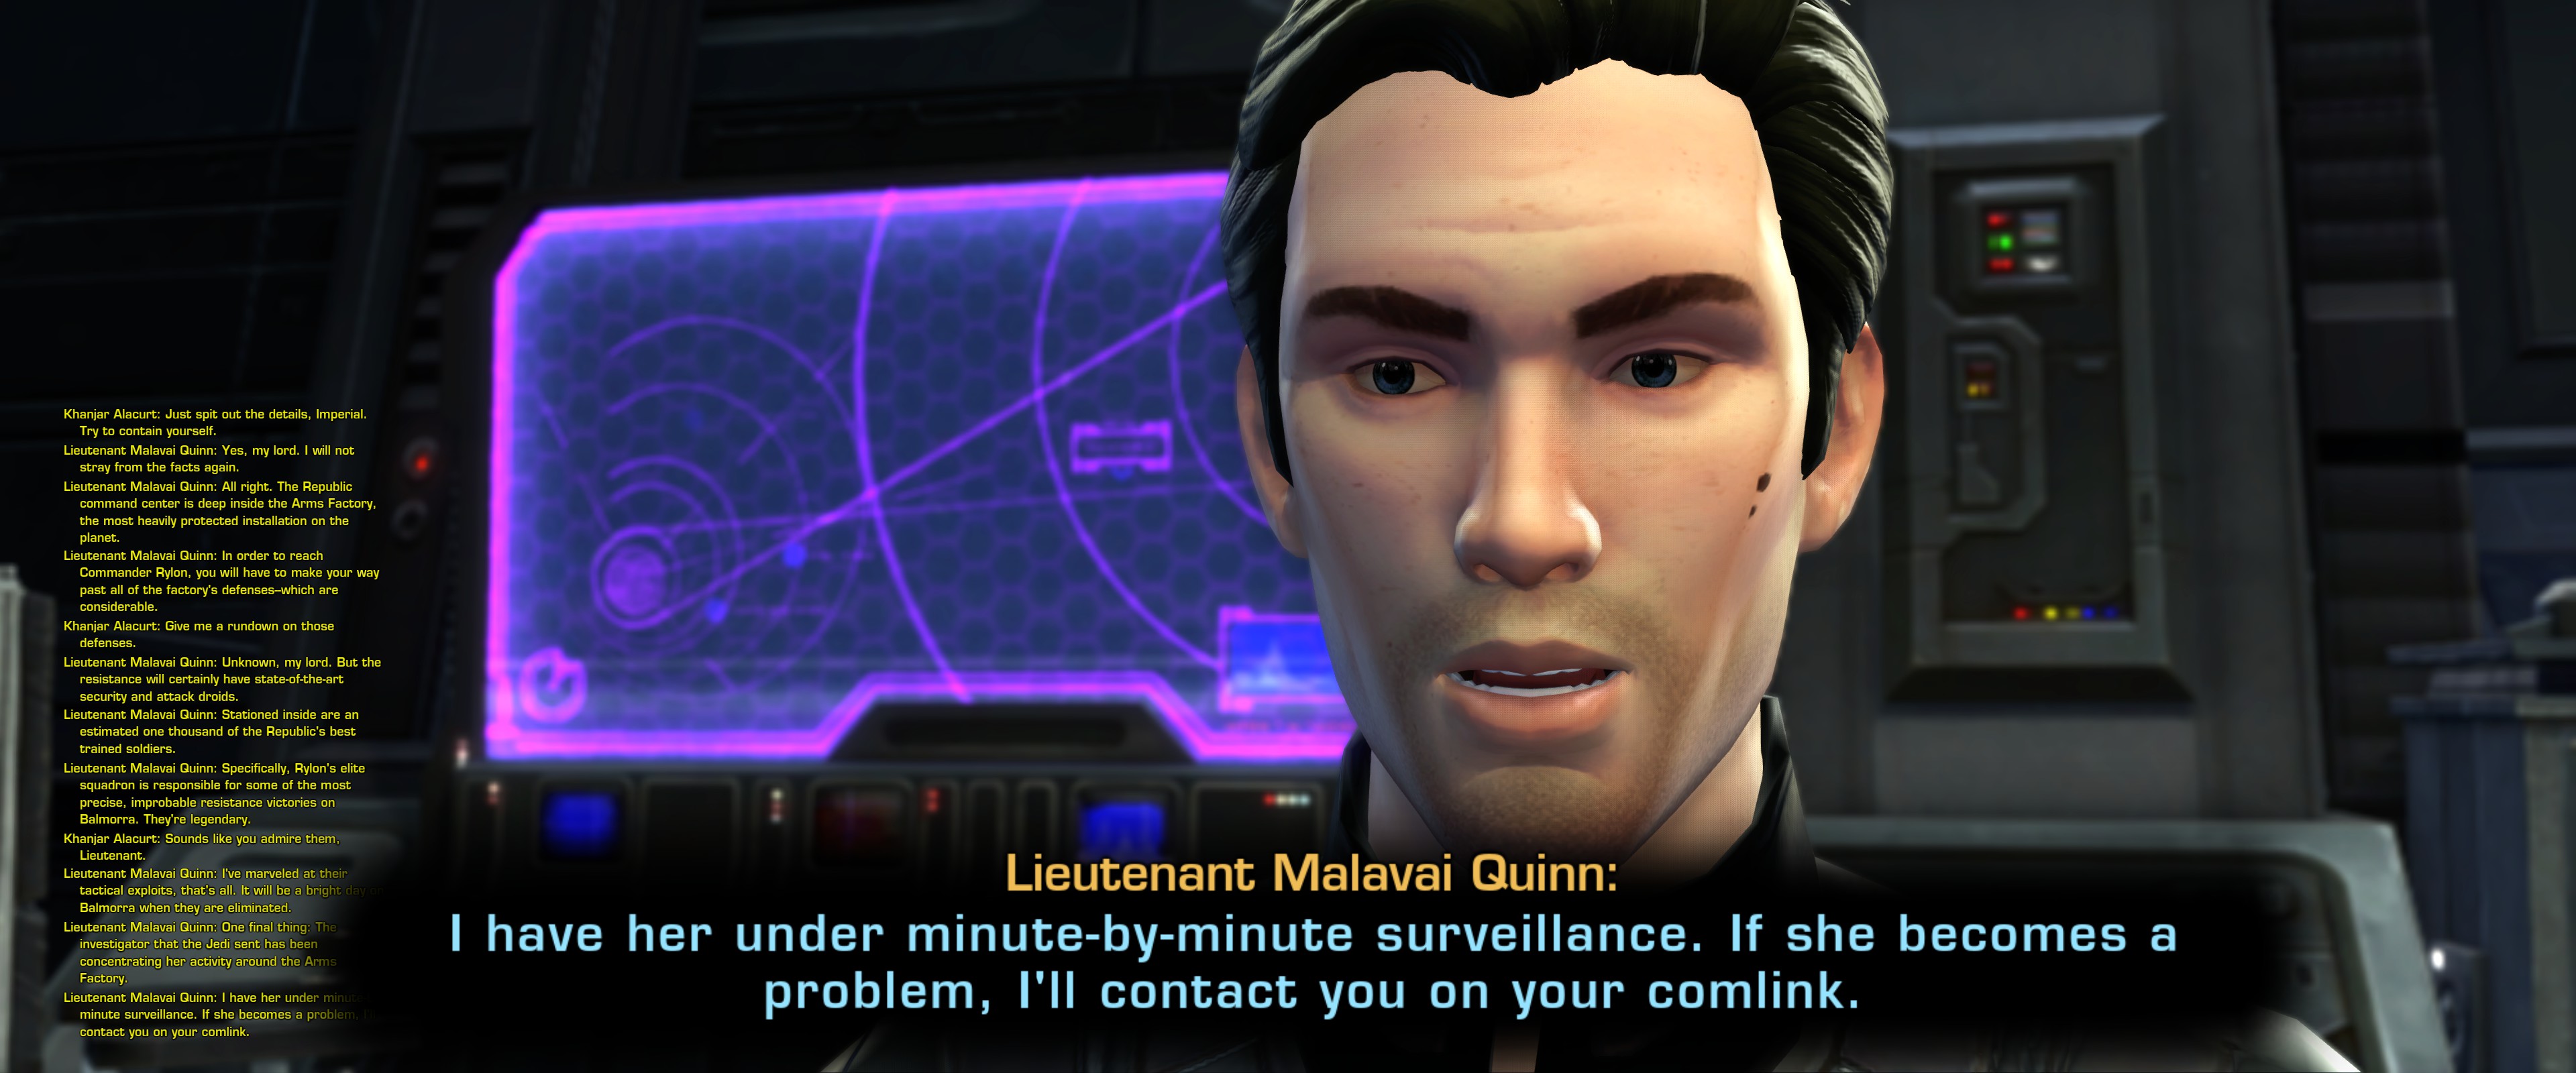 Khanjar Alacurt: Just spit out the details, Imperial.
Try to contain yourself.
Lieutenant Malavai Quinn: Yes, my lord. I will not
stray from the facts again.
Lieutenant Malavai Quinn: All right. The Republic
command center is deep inside the Arms Factory,
the most heavily protected installation on the
planet.
Lieutenant Malavai Quinn: In order to reach
Commander Rylon, you will have to make your way
past all of the factory's defenses—which are
considerable.
Khanjar Alacurt: Give me a rundown on those
defenses.
Lieutenant Malavai Quinn: Unknown, my lord. But the
resistance will certainly have state-of-the-art
security and attack droids.
Lieutenant Malavai Quinn: Stationed inside are an
estimated one thousand of the Republic's best
trained soldiers.
Lieutenant Malavai Quinn: Specifically, Rylon's elite
squadron is responsible for some of the most
precise, improbable resistance victories on
Balmorra. They're legendary.
Khanjar Alacurt: Sounds like you admire them,
Lieutenant.
Lieutenant Malavai Quinn: I've marveled at their
tactical exploits, that's all. It will be a bright day on
Balmorra when they are eliminated.
Lieutenant Malavai Quinn: One final thing: The
investigator that the Jedi sent has been
concentrating her activity around the Arms
Factory.
Lieutenant Malavai Quinn: I have her under minute-
minute surveillance. If she becomes a problem, I'll
contact you on your comlink.
Lieutenant Malavai Quinn:
I have her under minute-by-minute surveillance. If she becomes a
problem, I'll contact you on your comlink.